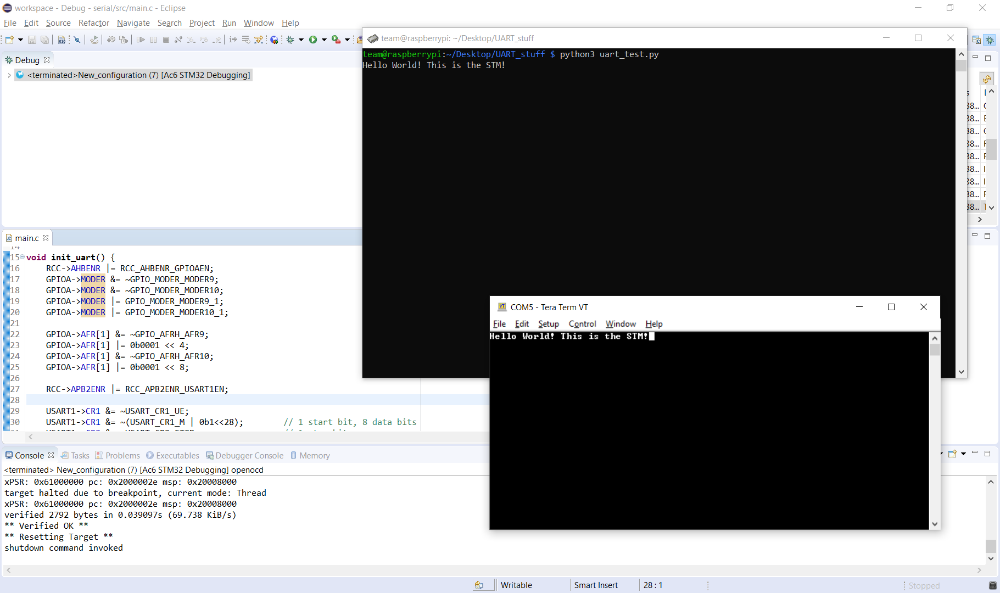 workspace - Debug - serial/src/main.c - Eclipse
File Edit Source Refactor Navigate Search Project Run Window Help
Debug
<terminated>New_configuration (7) [Ac6 STM32 Debugging]
team@raspberrypi: ~/Desktop/UART_stuff
team@raspberrypi:~/Desktop/UART_stuff $ python3 uart_test.py
Hello World! This is the STM!
main.c
14
15 void init_uart() {
16 RCC->AHBENR |= RCC_AHBENR_GPIOAEN;
17 GPIOA->MODER &= ~GPIO_MODER_MODER9;
18 GPIOA->MODER &= ~GPIO_MODER_MODER10;
19 GPIOA->MODER |= GPIO_MODER_MODER9_1;
20 GPIOA->MODER |= GPIO_MODER_MODER10_1;
21
22 GPIOA->AFR[1] &= ~GPIO_AFRH_AFR9;
23 GPIOA->AFR[1] |= 0b0001 << 4;
24 GPIOA->AFR[1] &= ~GPIO_AFRH_AFR10;
25 GPIOA->AFR[1] |= 0b0001 << 8;
26
27 RCC->APB2ENR |= RCC_APB2ENR_USART1EN;
28
29 USART1->CR1 &= ~USART_CR1_UE;
30 USART1->CR1 &= ~(USART_CR1_M | 0b1<<28); // 1 start bit, 8 data bits
COM5 - Tera Term VT
File Edit Setup Control Window Help
Hello World! This is the STM!
Console Tasks Problems Executables Debugger Console Memory
<terminated> New_configuration (7) [Ac6 STM32 Debugging] openocd
xPSR: 0x61000000 pc: 0x2000002e msp: 0x20008000
target halted due to breakpoint, current mode: Thread
xPSR: 0x61000000 pc: 0x2000002e msp: 0x20008000
verified 2792 bytes in 0.039097s (69.738 KiB/s)
** Verified OK **
** Resetting Target **
shutdown command invoked
Writable Smart Insert 28 : 1 Stopped